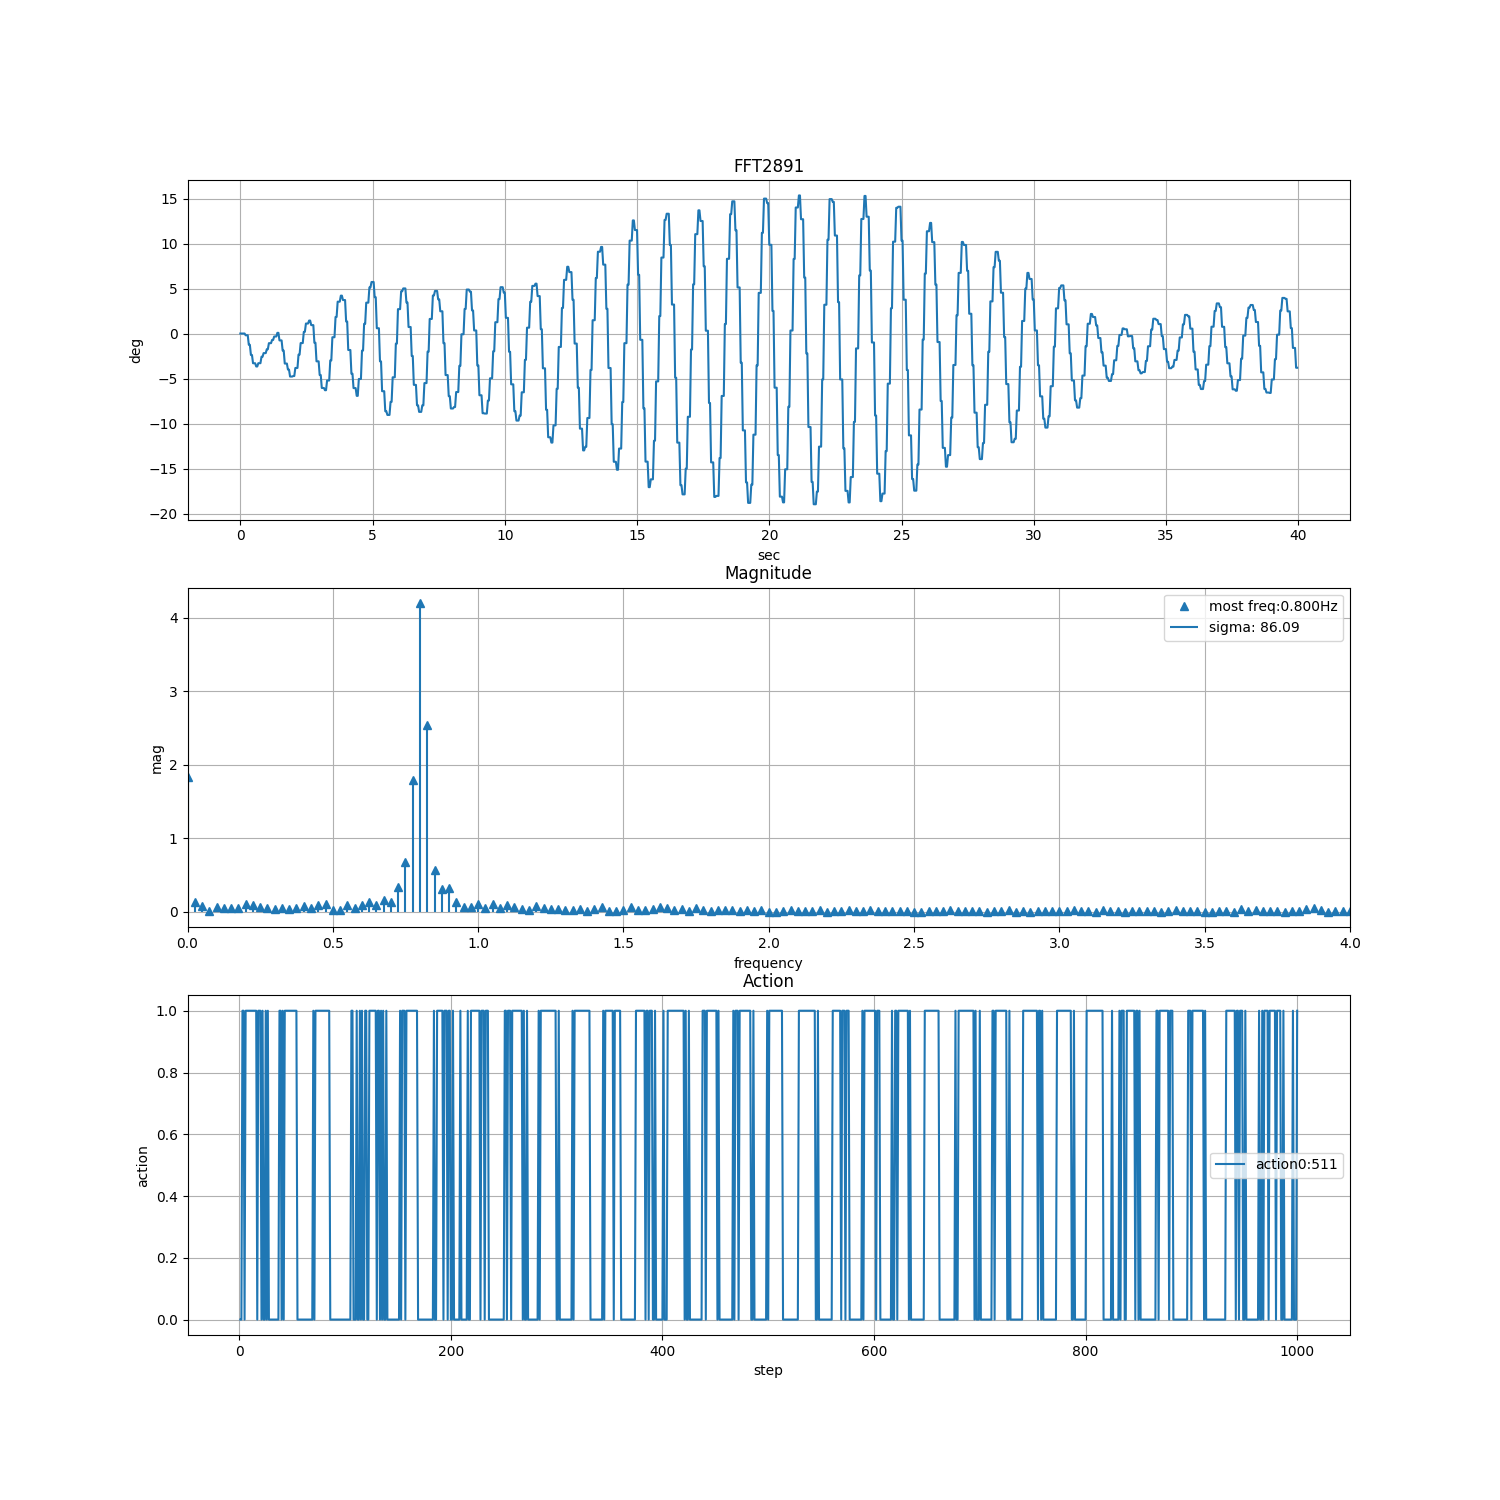 FFT2891
15
10
5
0
−5
−10
−15
−20
deg
0 5 10 15 20 25 30 35 40
sec
Magnitude
4
3
2
1
0
mag
most freq:0.800Hz
sigma: 86.09
0.0 0.5 1.0 1.5 2.0 2.5 3.0 3.5 4.0
frequency
Action
1.0
0.8
0.6
0.4
0.2
0.0
action
action0:511
0 200 400 600 800 1000
step